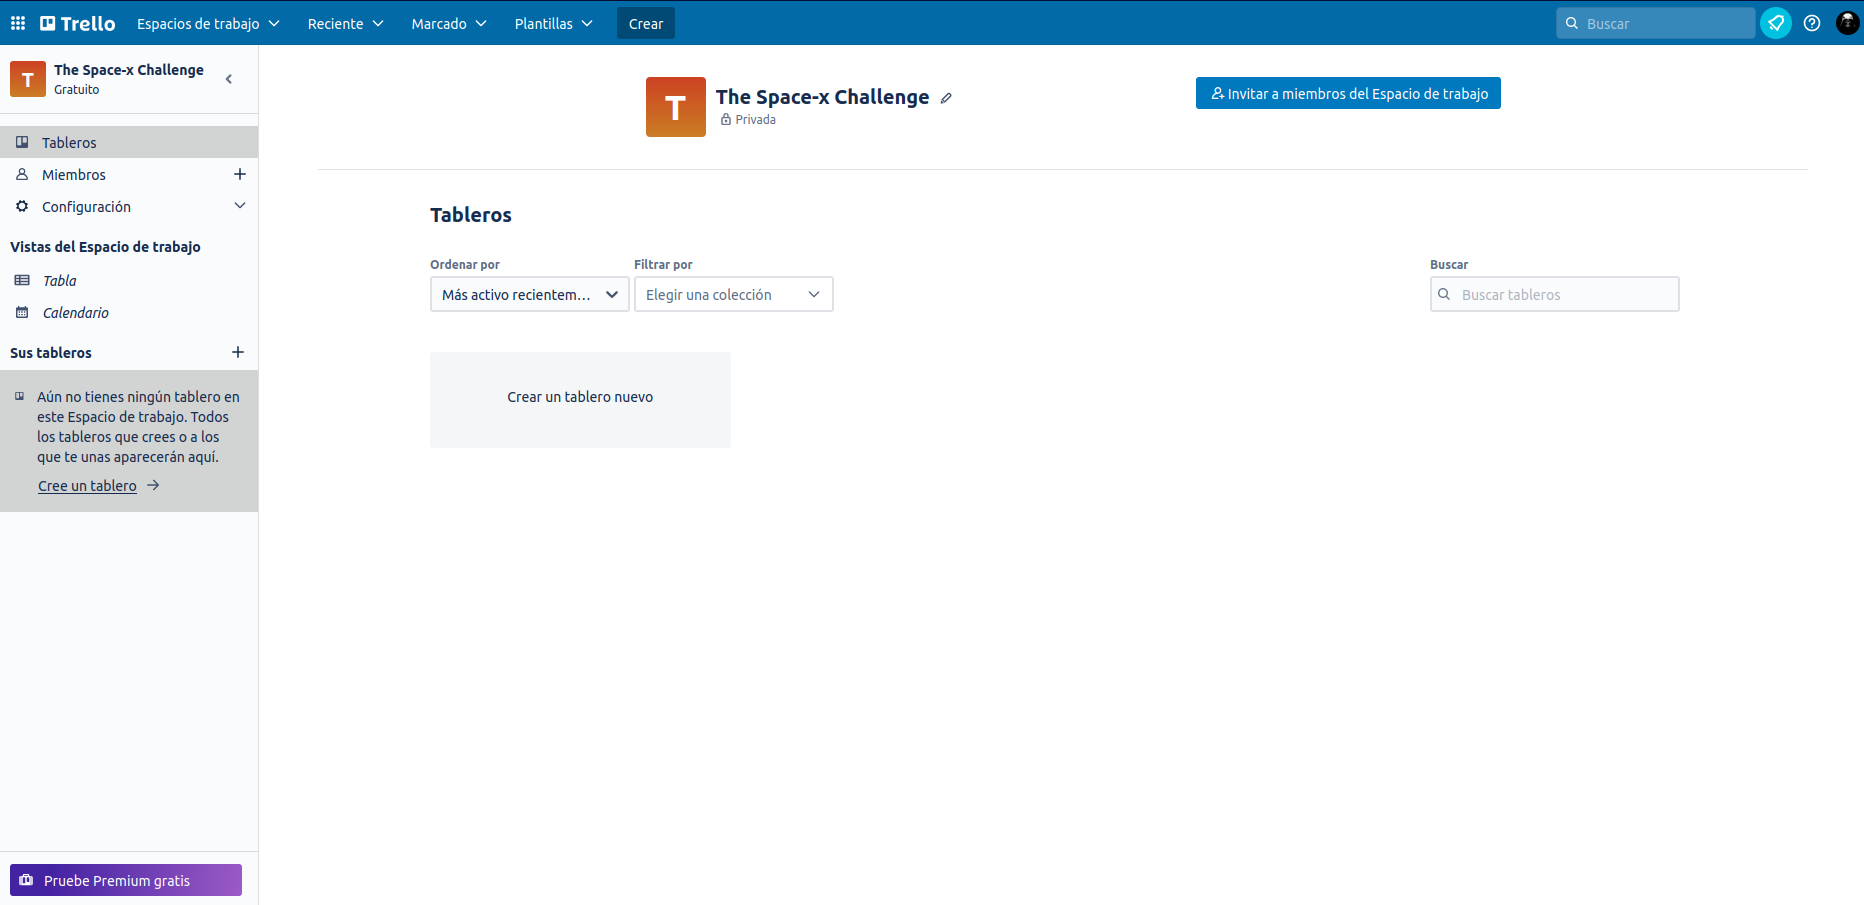 Trello Espacios de trabajo Reciente Marcado Plantillas Crear Buscar
T The Space-x Challenge
Gratuito
Tableros
Miembros
Configuración
Vistas del Espacio de trabajo
Tabla
Calendario
Sus tableros
Aún no tienes ningún tablero en
este Espacio de trabajo. Todos
los tableros que crees o a los
que te unas aparecerán aquí.
Cree un tablero
Pruebe Premium gratis
T The Space-x Challenge
Privada
Invitar a miembros del Espacio de trabajo
Tableros
Ordenar por
Más activo recientem...
Filtrar por
Elegir una colección
Buscar
Buscar tableros
Crear un tablero nuevo